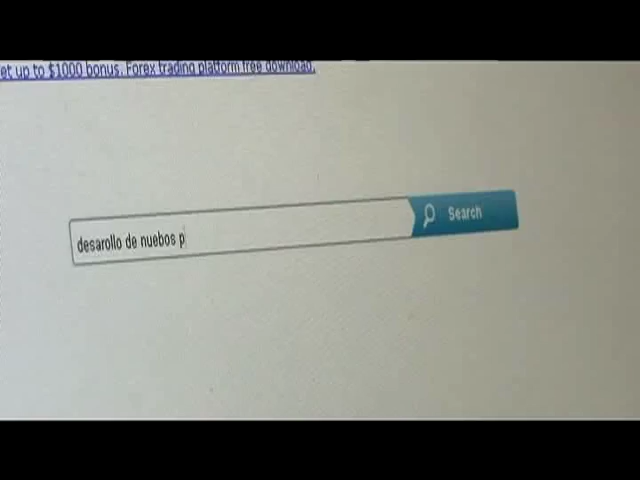 et up to $1000 bonus. Forex trading platform free download.
desarollo de nuebos p
Search